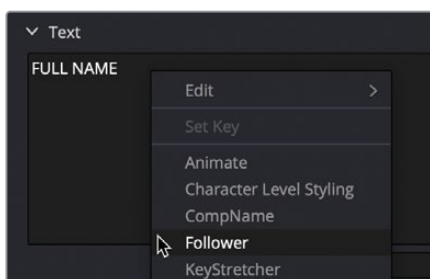 Text
FULL NAME
Edit
Set Key
Animate
Character Level Styling
CompName
Follower
KeyStretcher